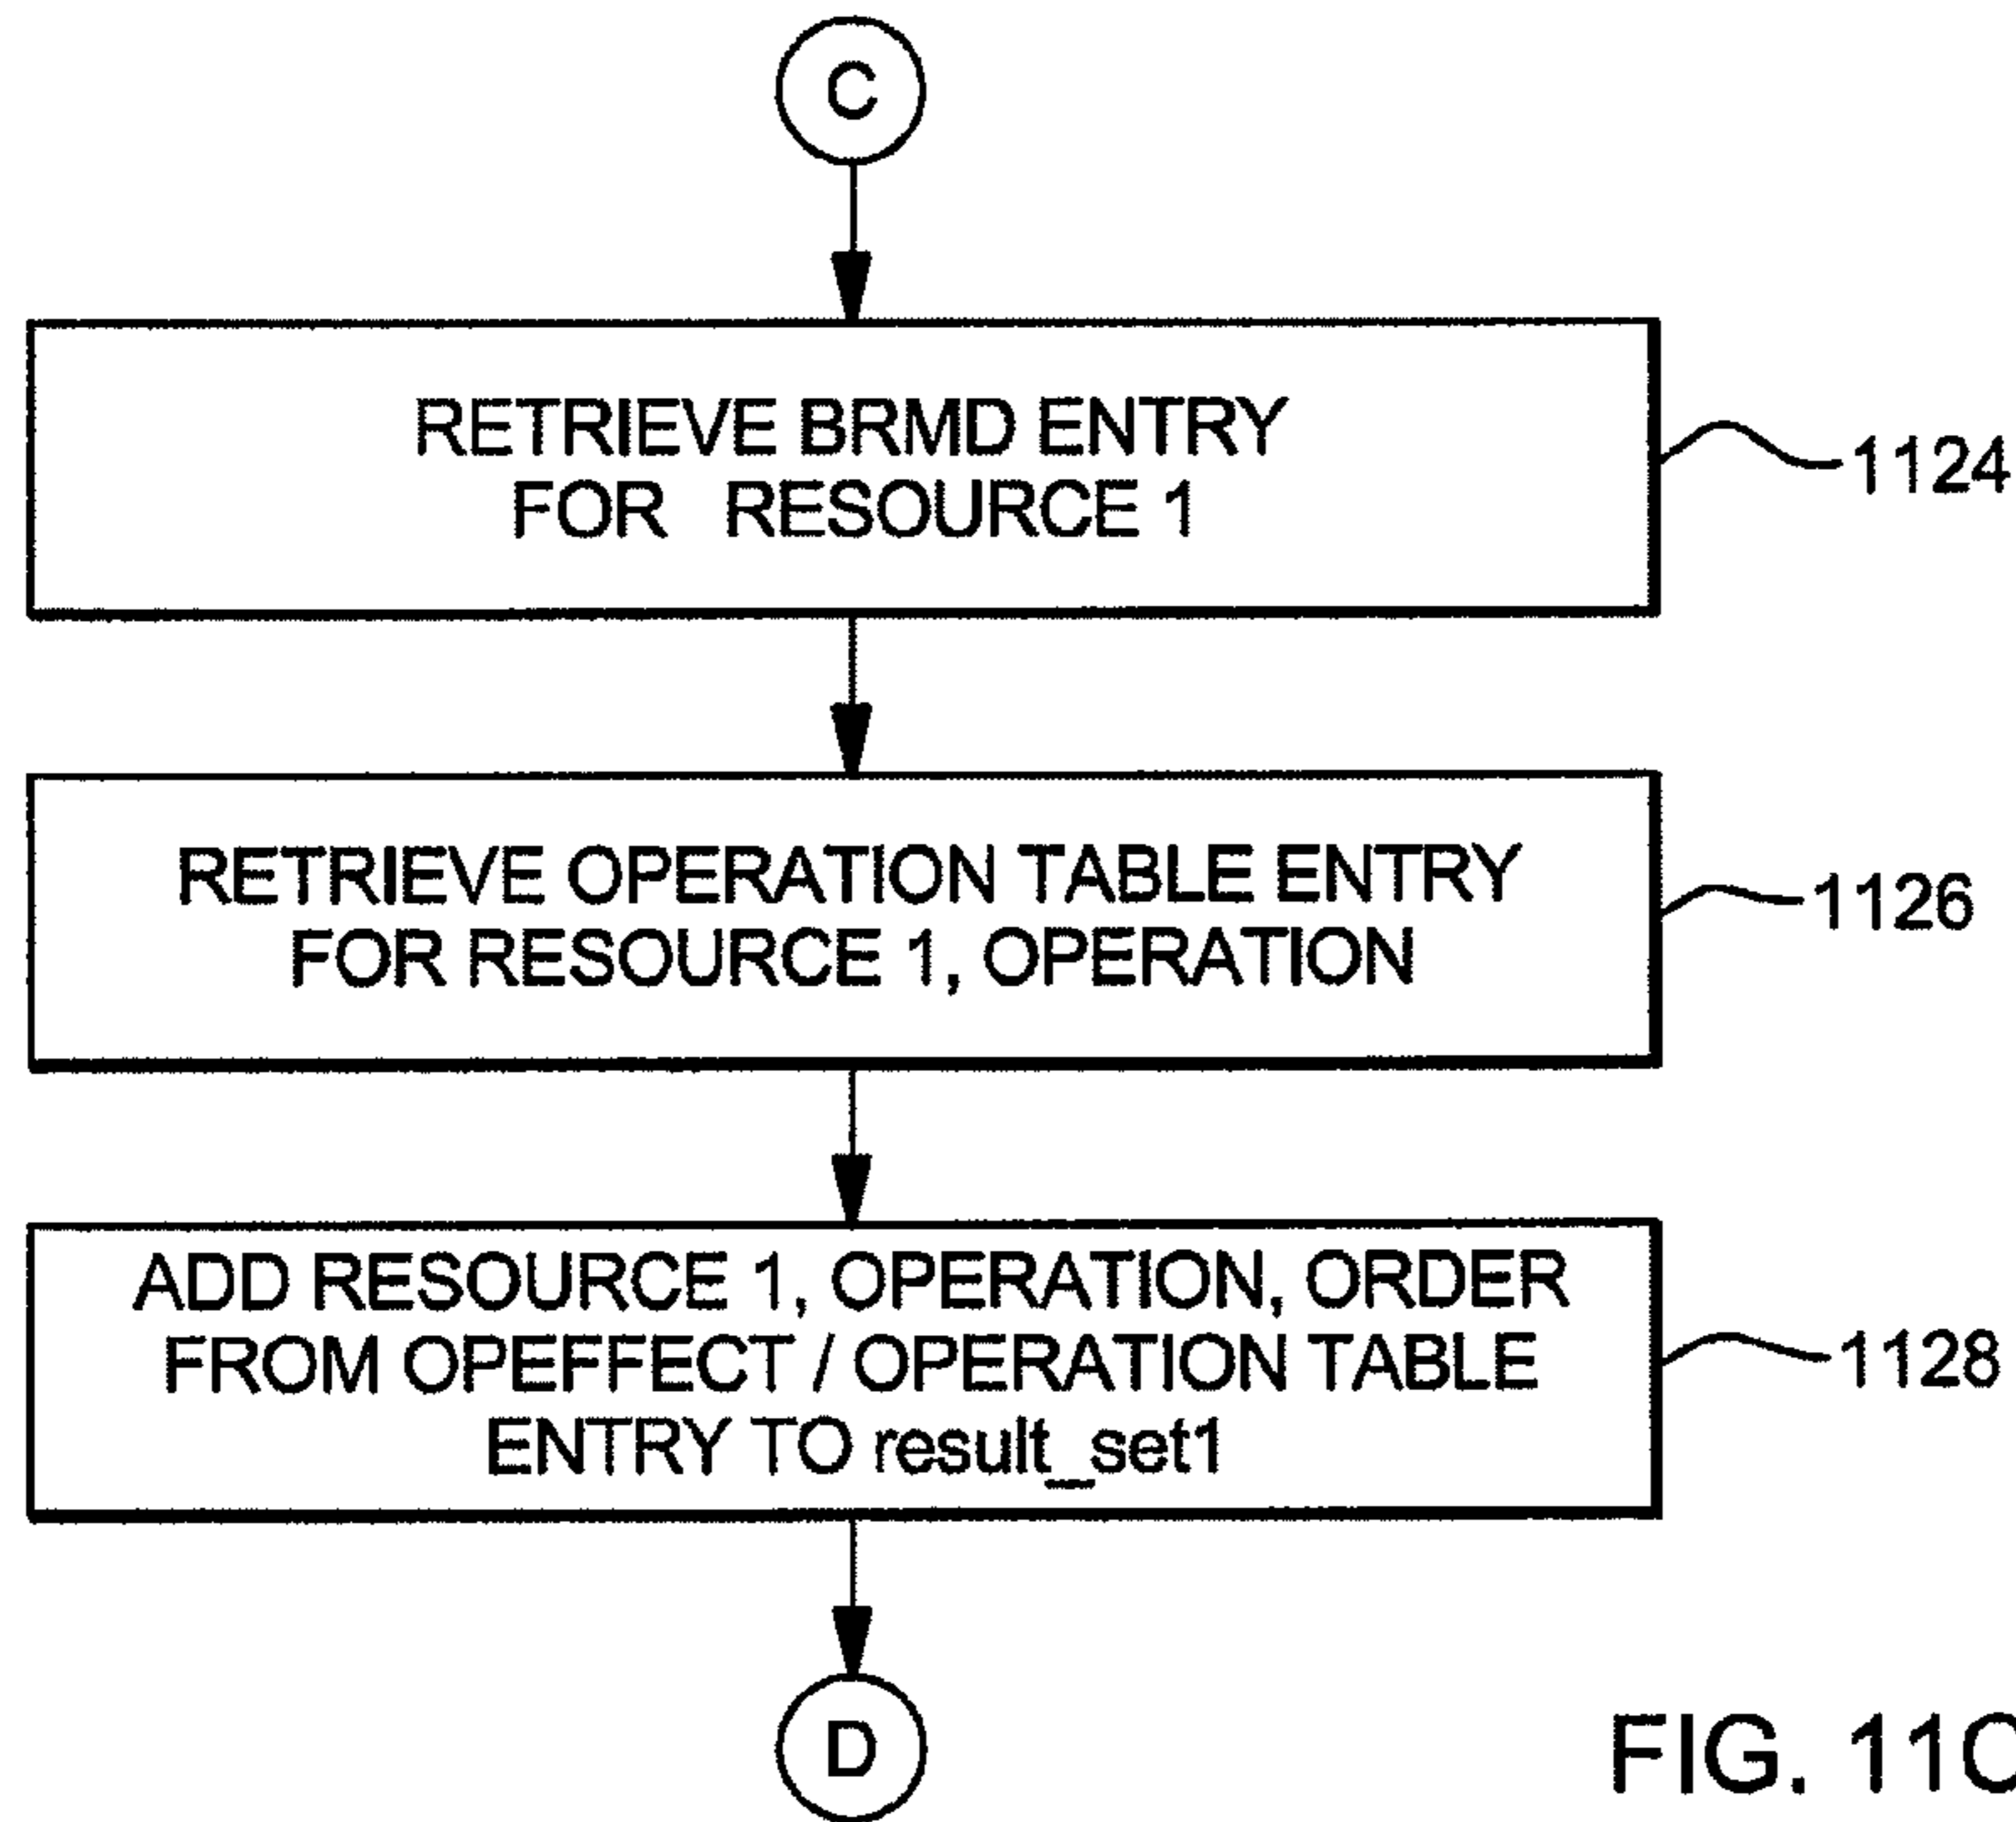 C
RETRIEVE BRMD ENTRY
FOR RESOURCE 1
1124
RETRIEVE OPERATION TABLE ENTRY
FOR RESOURCE 1, OPERATION
1126
ADD RESOURCE 1, OPERATION, ORDER
FROM OPEFFECT / OPERATION TABLE
ENTRY TO result_set1
1128
D
FIG.